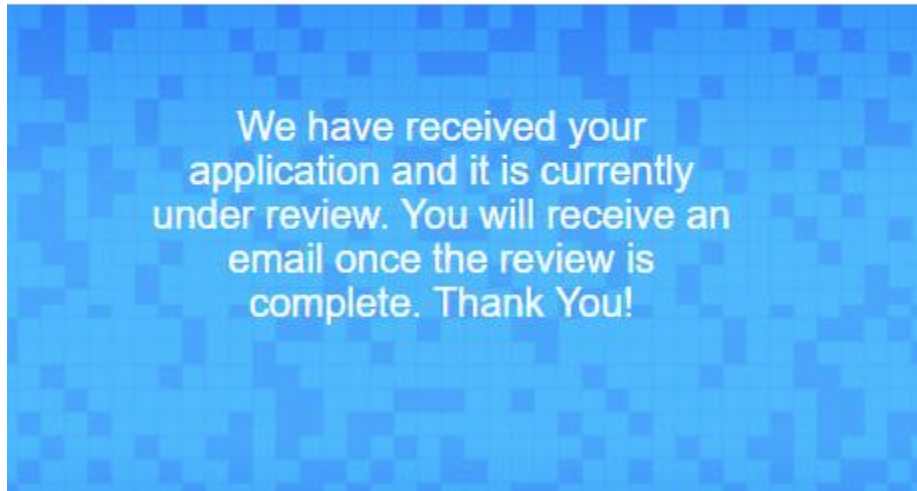 We have received your
application and it is currently
under review. You will receive an
email once the review is
complete. Thank You!